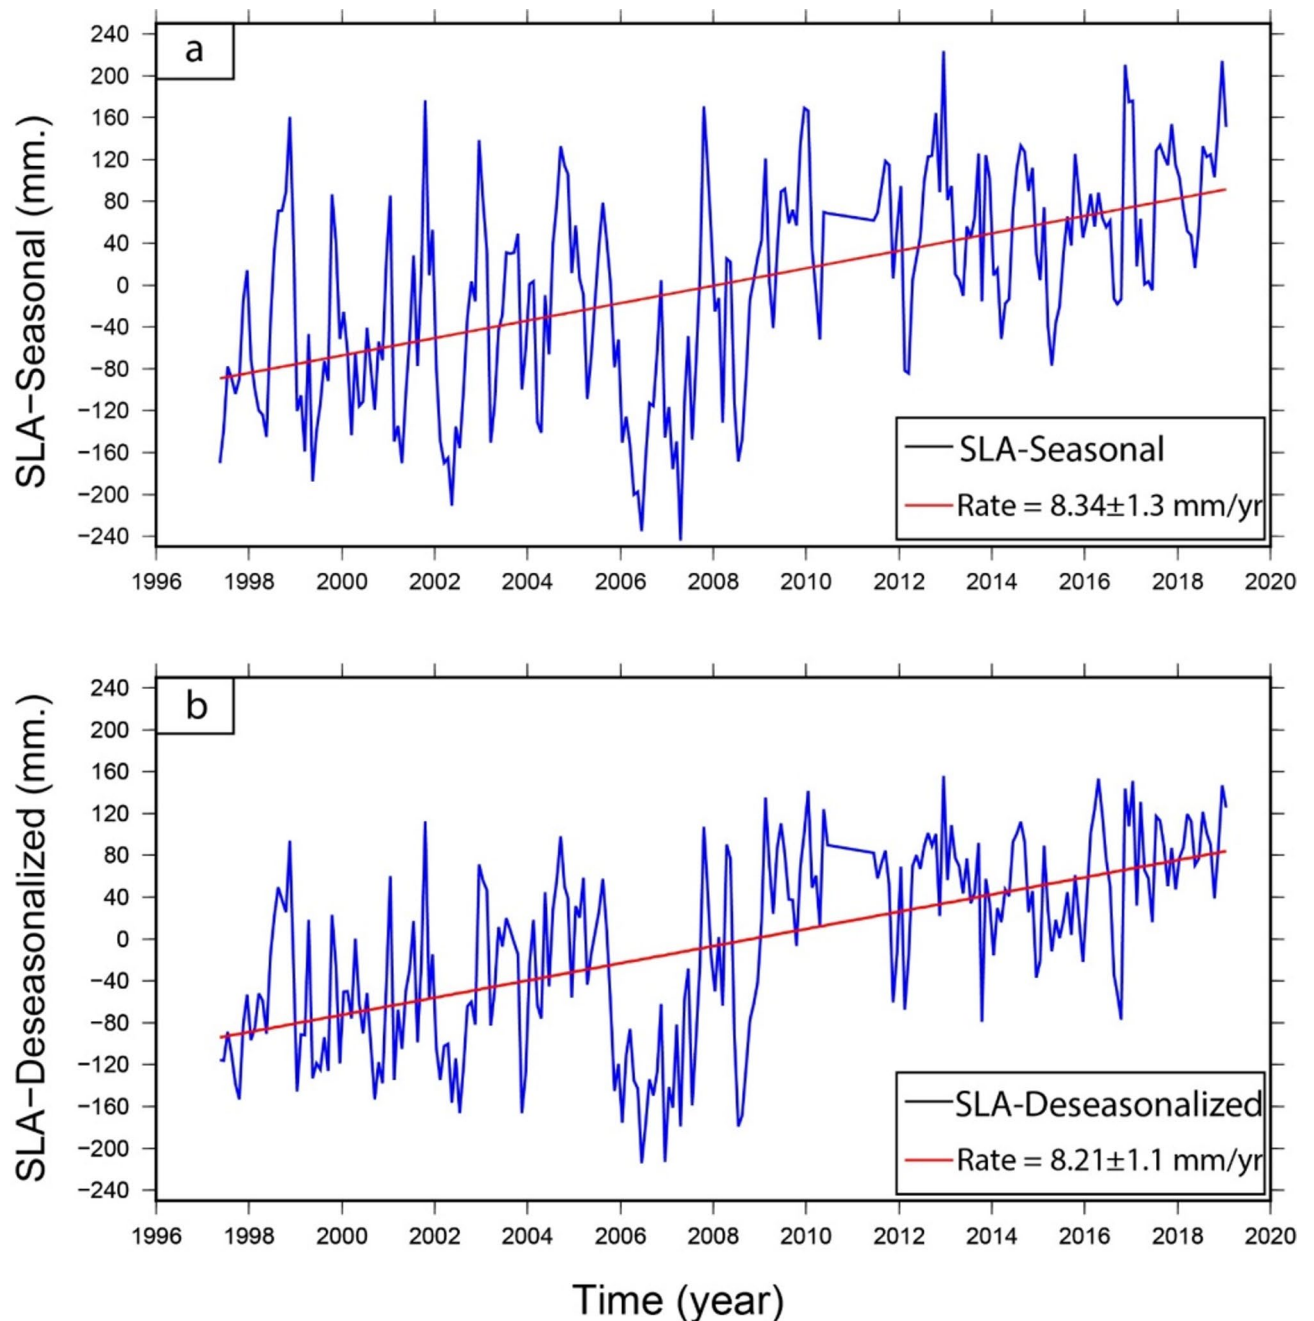 a
SLA−Seasonal (mm.)
240
200
160
120
80
40
0
−40
−80
−120
−160
−200
−240
SLA-Seasonal
Rate = 8.34±1.3 mm/yr
1996 1998 2000 2002 2004 2006 2008 2010 2012 2014 2016 2018 2020
b
SLA−Deseasonalized (mm.)
240
200
160
120
80
40
0
−40
−80
−120
−160
−200
−240
SLA-Deseasonalized
Rate = 8.21±1.1 mm/yr
1996 1998 2000 2002 2004 2006 2008 2010 2012 2014 2016 2018 2020
Time (year)